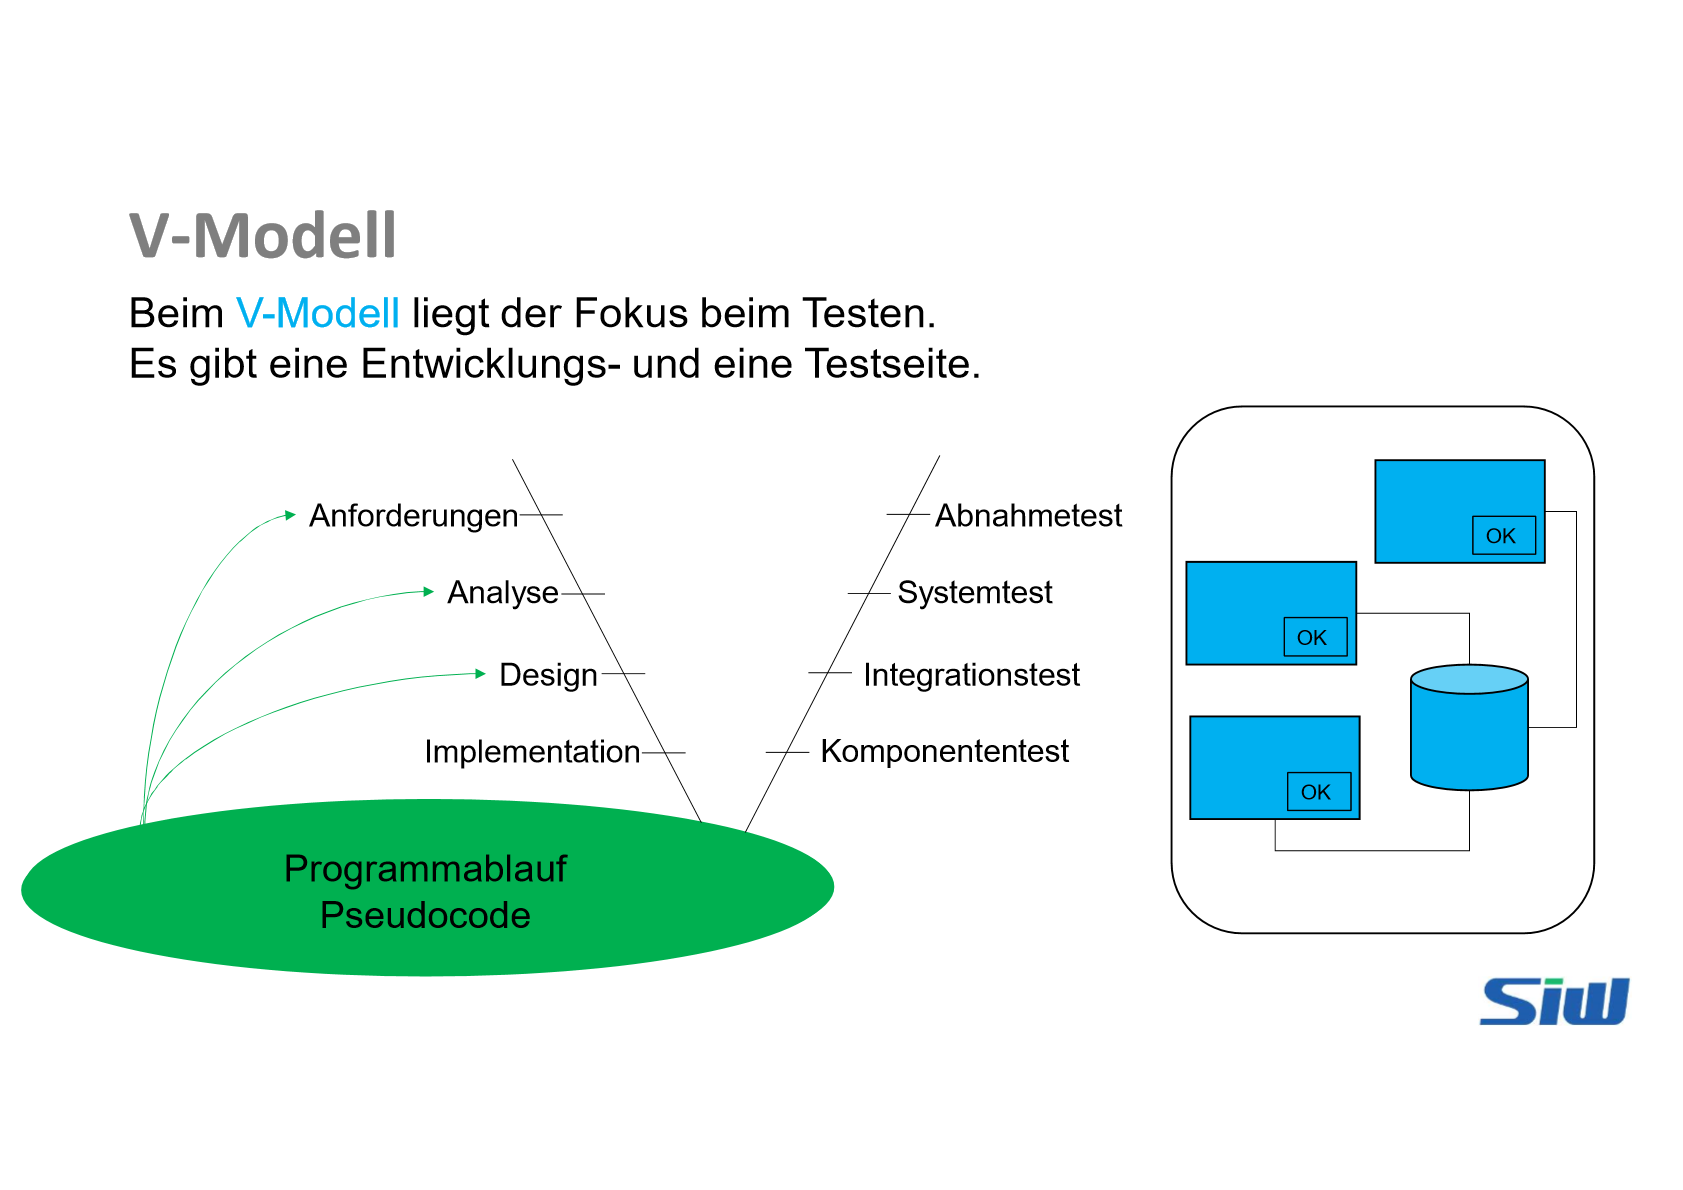 V-Modell
Beim V-Modell liegt der Fokus beim Testen.
Es gibt eine Entwicklungs- und eine Testseite.
Anforderungen
Analyse
Design
Implementation
Abnahmetest
Systemtest
Integrationstest
Komponententest
Programmablauf
Pseudocode
OK
OK
OK
Siw